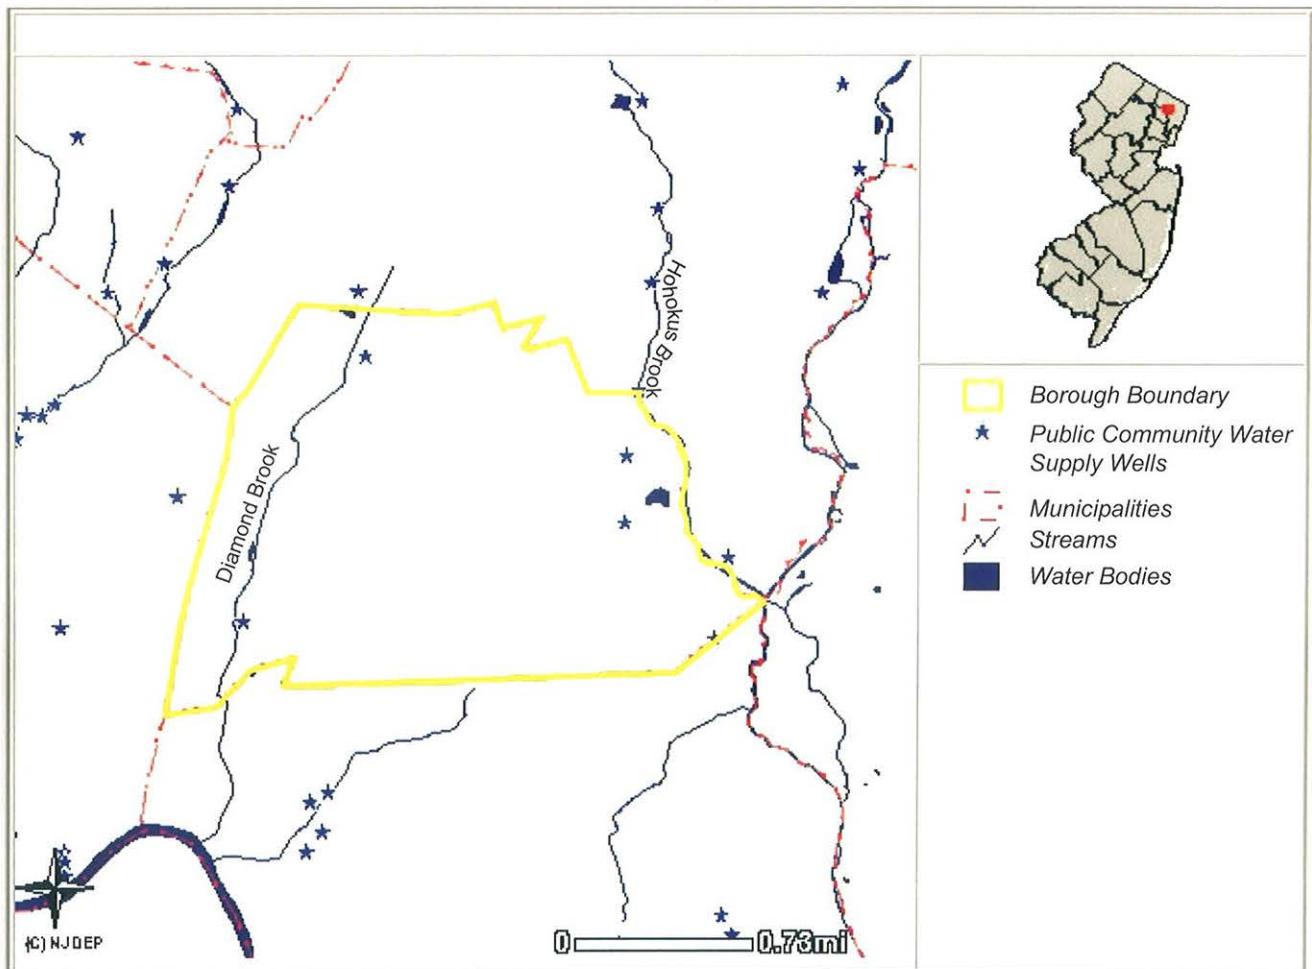 Hohokus Brook
Diamond Brook
Borough Boundary
Public Community Water
Supply Wells
Municipalities
Streams
Water Bodies
(C) NJDEP
0 0.73mi